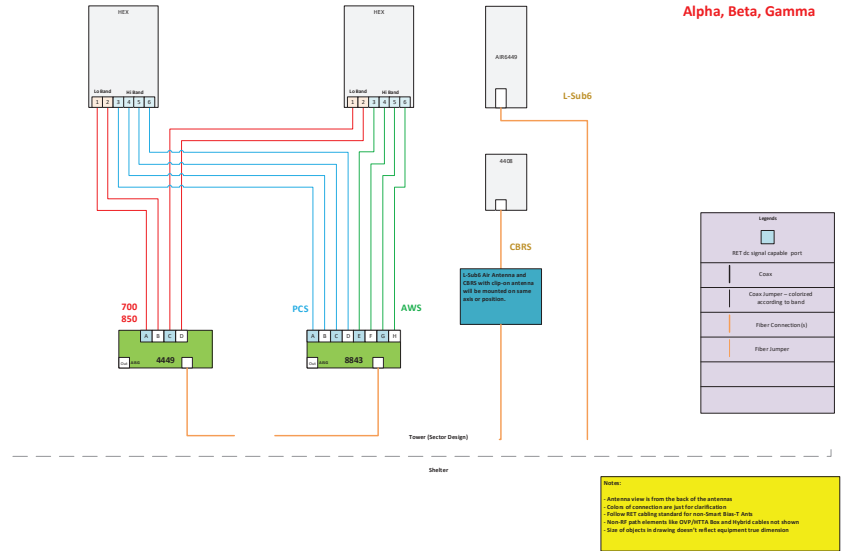 Alpha, Beta, Gamma
HEX
HEX
AIR6449
Lo Band
Hi Band
1 2 3 4 5 6
Lo Band
Hi Band
1 2 3 4 5 6
L-Sub6
4408
CBRS
L-Sub6 Air Antenna and
CBRS with clip-on antenna
will be mounted on same
axis or position.
700
850
PCS
AWS
A B C D
4449
A B C D E F G H
8843
Legends
RET dc signal capable port
Coax
Coax Jumper – colorized
according to band
Fiber Connection(s)
Fiber Jumper
Tower (Sector Design)
Shelter
Notes:
- Antenna view is from the back of the antennas
- Colors of connection are just for clarification
- Follow RET cabling standard for non-Smart Bias-T Ants
- Non-RF path elements like OVP/HTTA Box and Hybrid cables not shown
- Size of objects in drawing doesn't reflect equipment true dimension